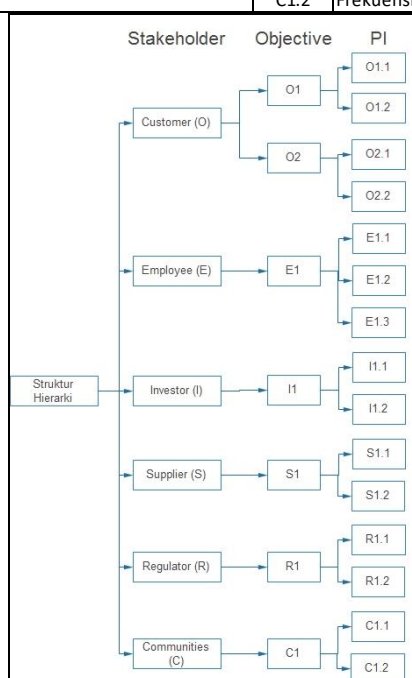 C1.2 Frekuensi
Stakeholder Objective PI
O1.1
O1
O1.2
Customer (O)
O2.1
O2
O2.2
E1.1
Employee (E) E1 E1.2
E1.3
I1.1
Struktur
Hierarki
Investor (I) I1
I1.2
S1.1
Supplier (S) S1
S1.2
R1.1
Regulator (R) R1
R1.2
C1.1
Communities
(C)
C1
C1.2